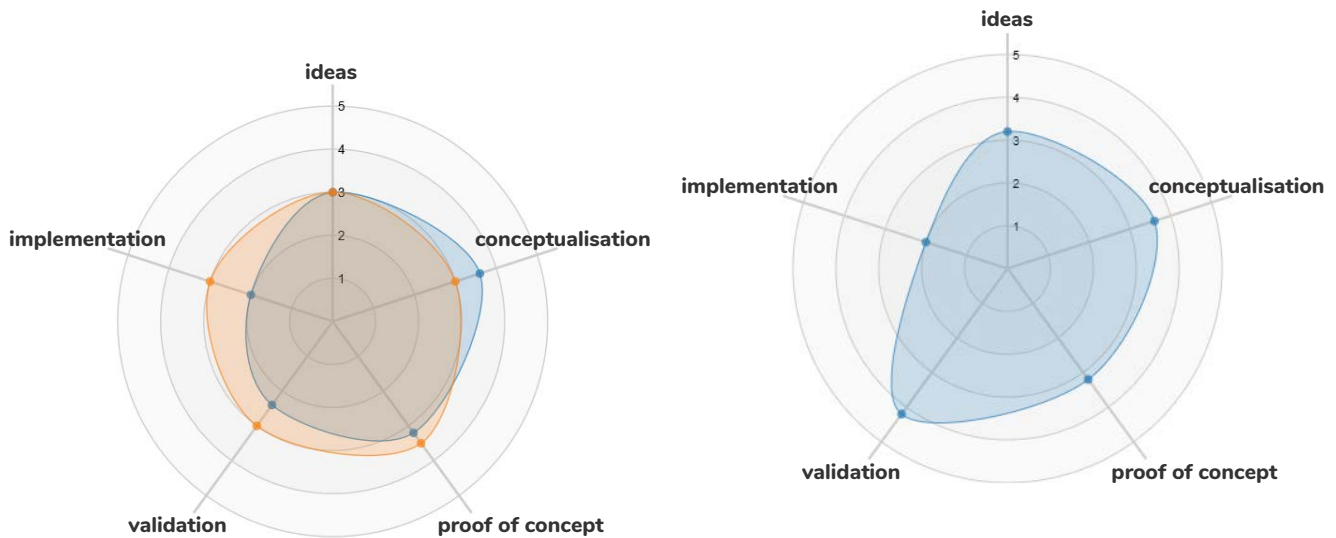 ideas
5
4
3
2
1
implementation
conceptualisation
validation
proof of concept
ideas
5
4
3
2
1
implementation
conceptualisation
validation
proof of concept